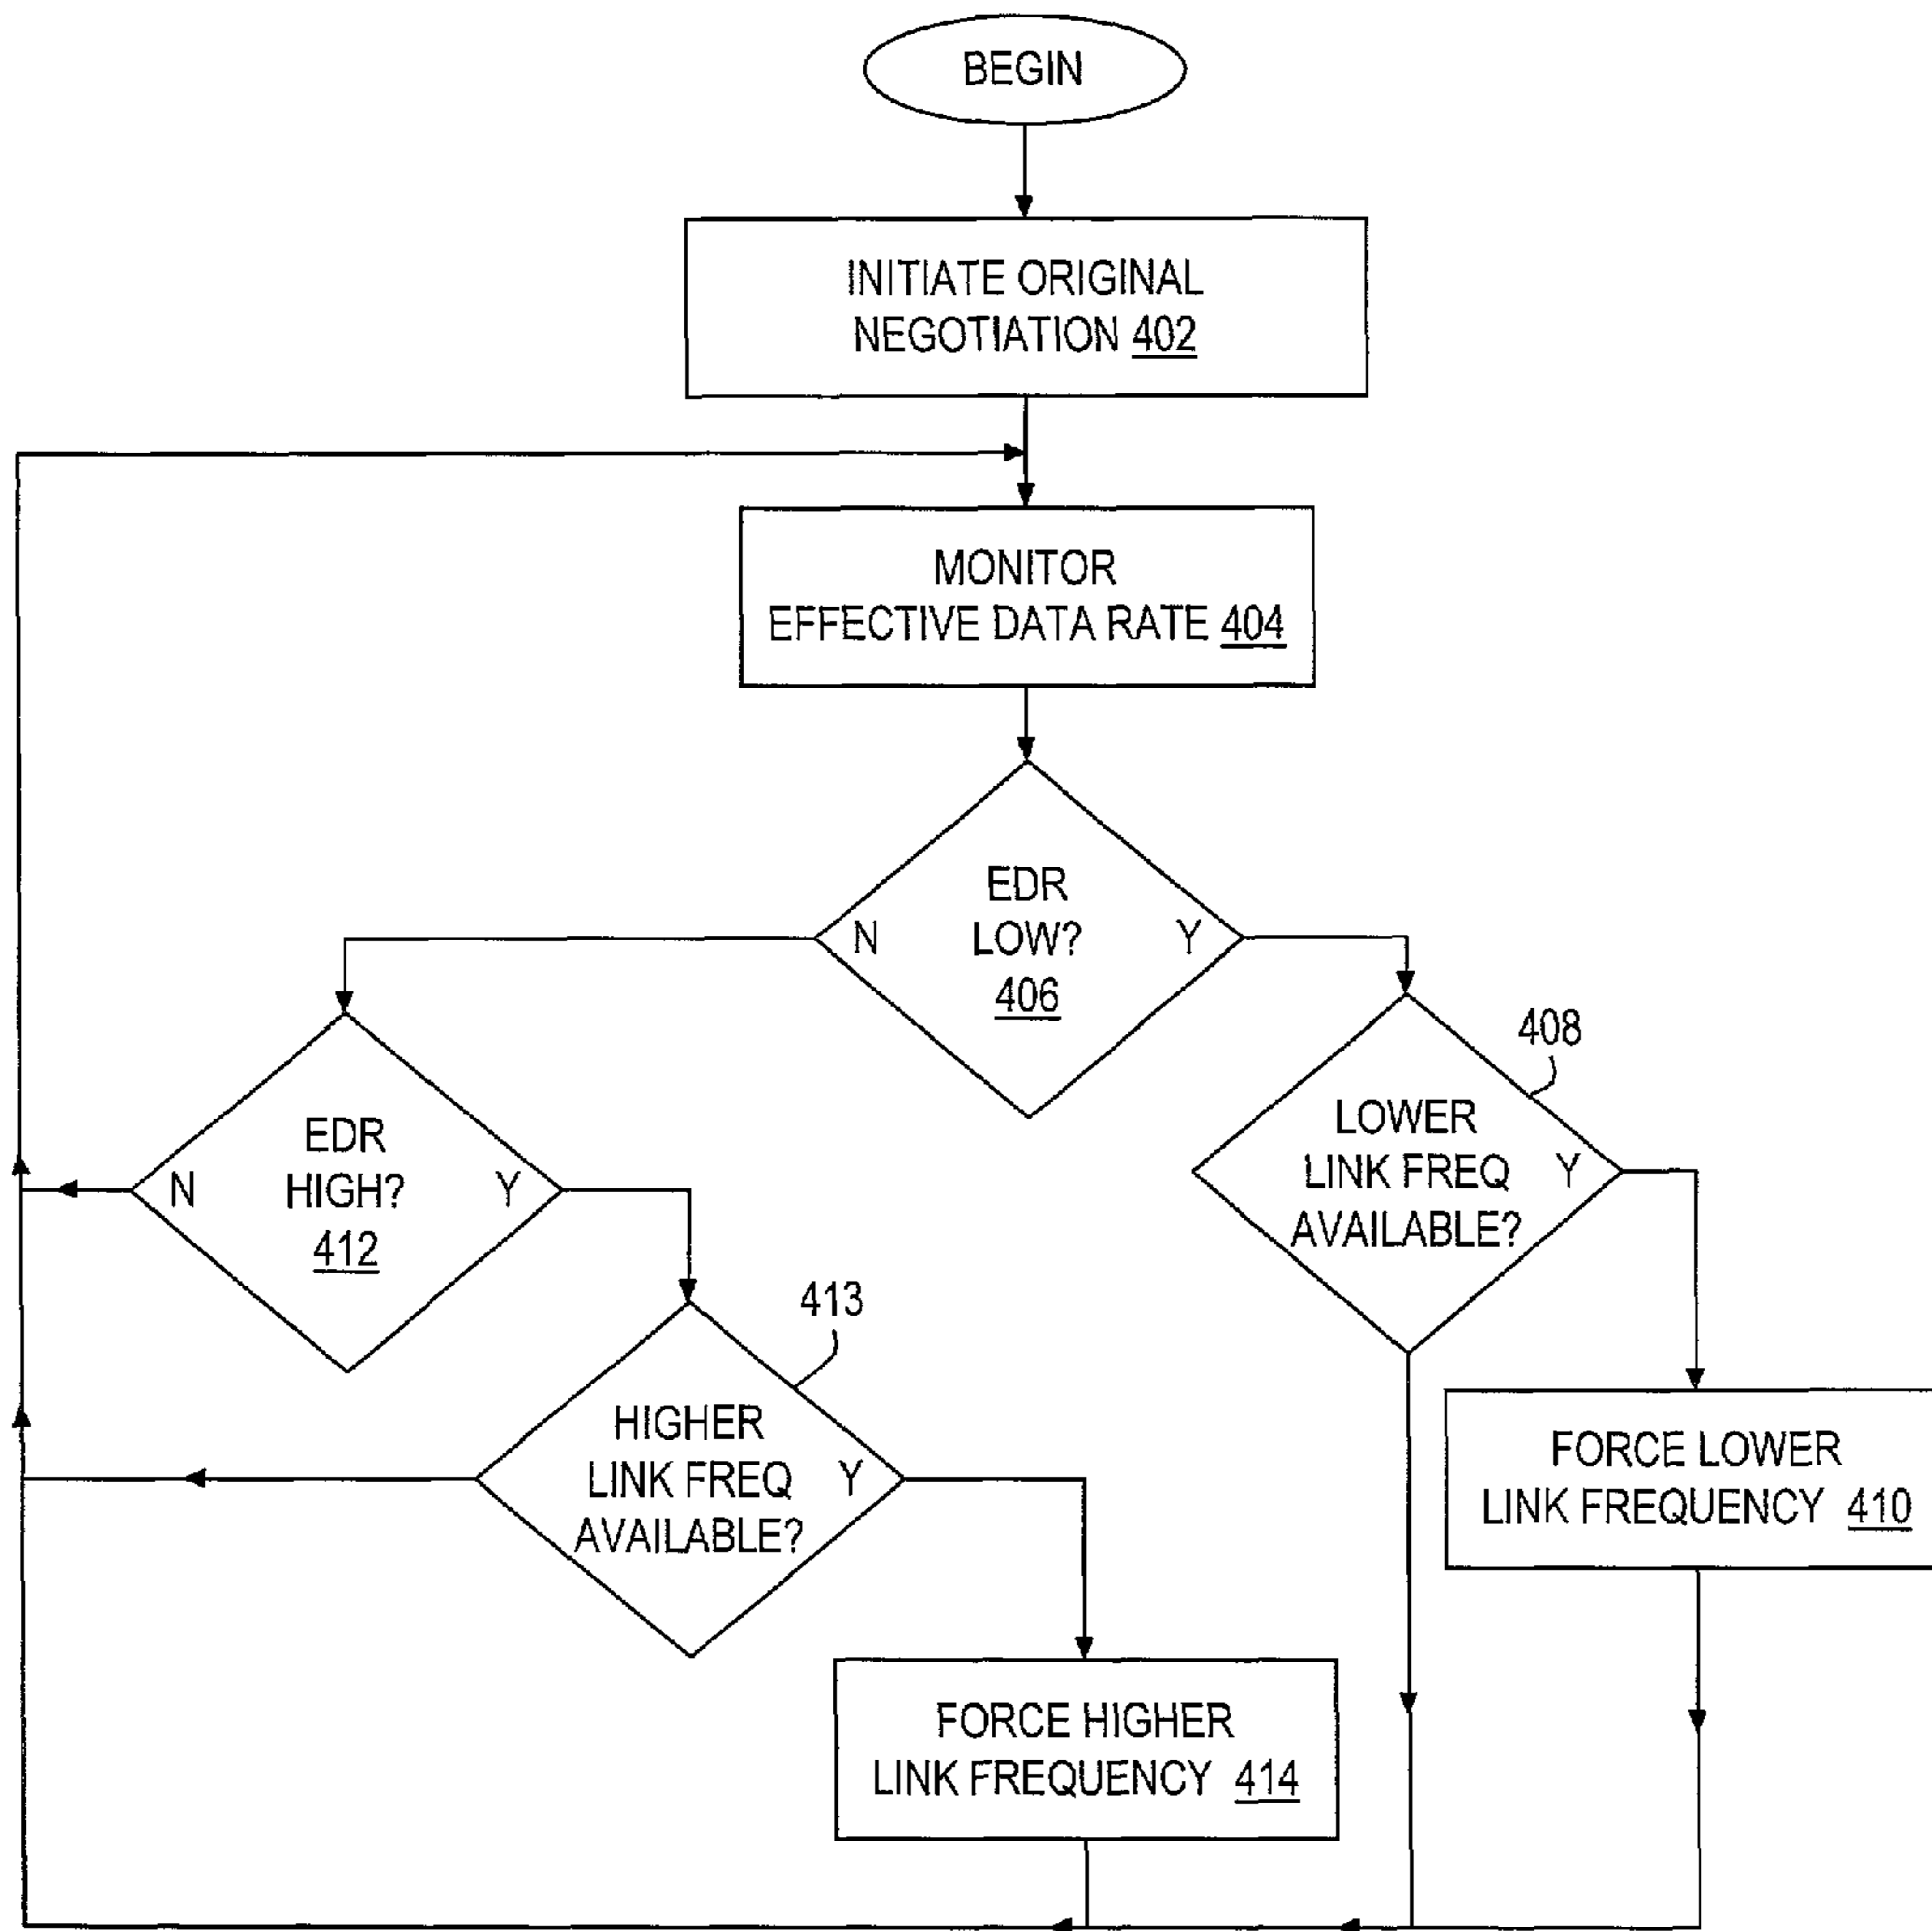 BEGIN
INITIATE ORIGINAL
NEGOTIATION 402
MONITOR
EFFECTIVE DATA RATE 404
EDR
LOW?
406
N
Y
408
LOWER
LINK FREQ
AVAILABLE?
Y
EDR
HIGH?
412
N
Y
413
HIGHER
LINK FREQ
AVAILABLE?
Y
FORCE LOWER
LINK FREQUENCY 410
FORCE HIGHER
LINK FREQUENCY 414